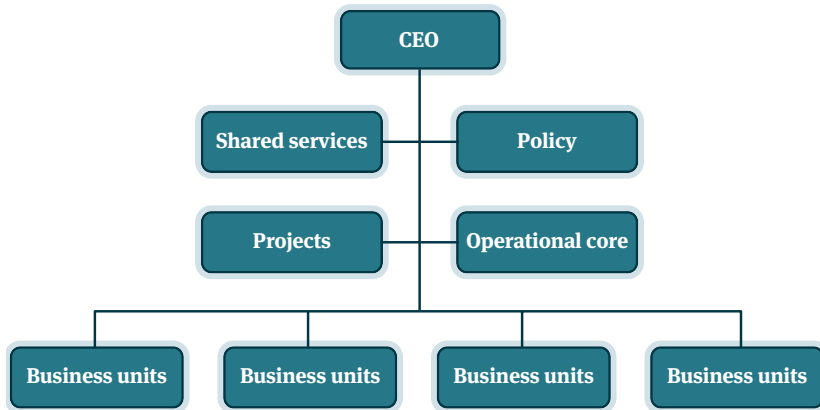 CEO
Shared services
Policy
Projects
Operational core
Business units
Business units
Business units
Business units